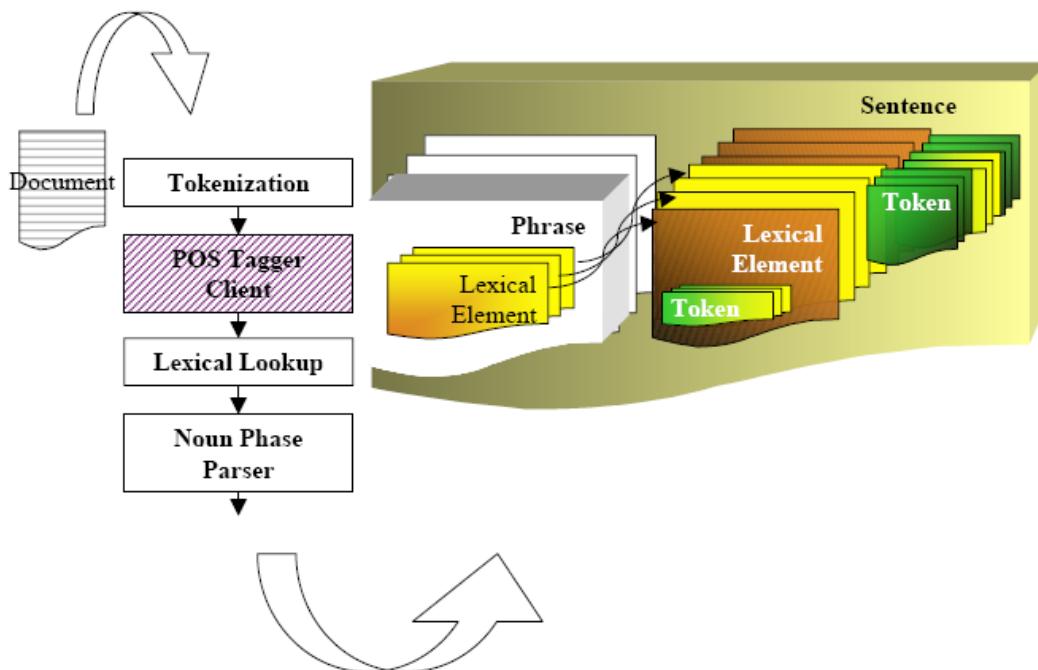 Document
Tokenization
POS Tagger
Client
Lexical Lookup
Noun Phase
Parser
Sentence
Phrase
Lexical
Element
Lexical
Element
Token
Token